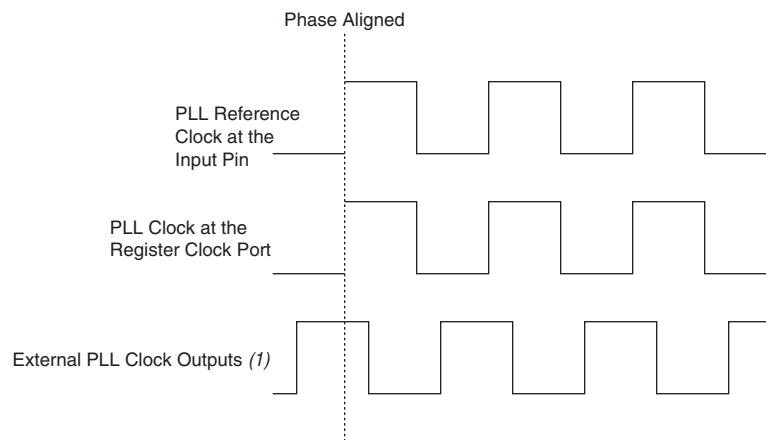 Phase Aligned
PLL Reference
Clock at the
Input Pin
PLL Clock at the
Register Clock Port
External PLL Clock Outputs (1)